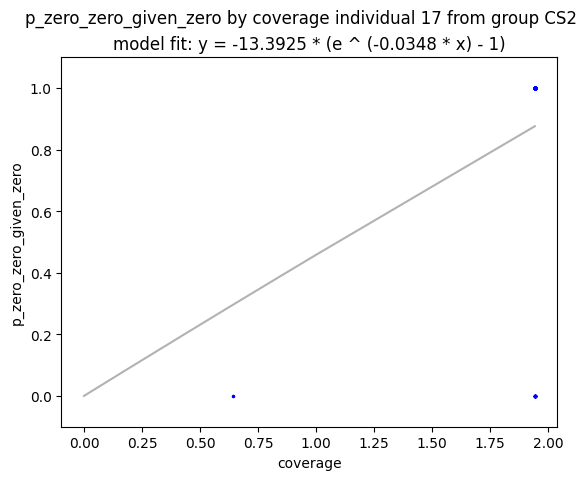 p_zero_zero_given_zero by coverage individual 17 from group CS2
model fit: y = -13.3925 * (e ^ (-0.0348 * x) - 1)
1.0
0.8
0.6
0.4
0.2
0.0
p_zero_zero_given_zero
0.00 0.25 0.50 0.75 1.00 1.25 1.50 1.75 2.00
coverage